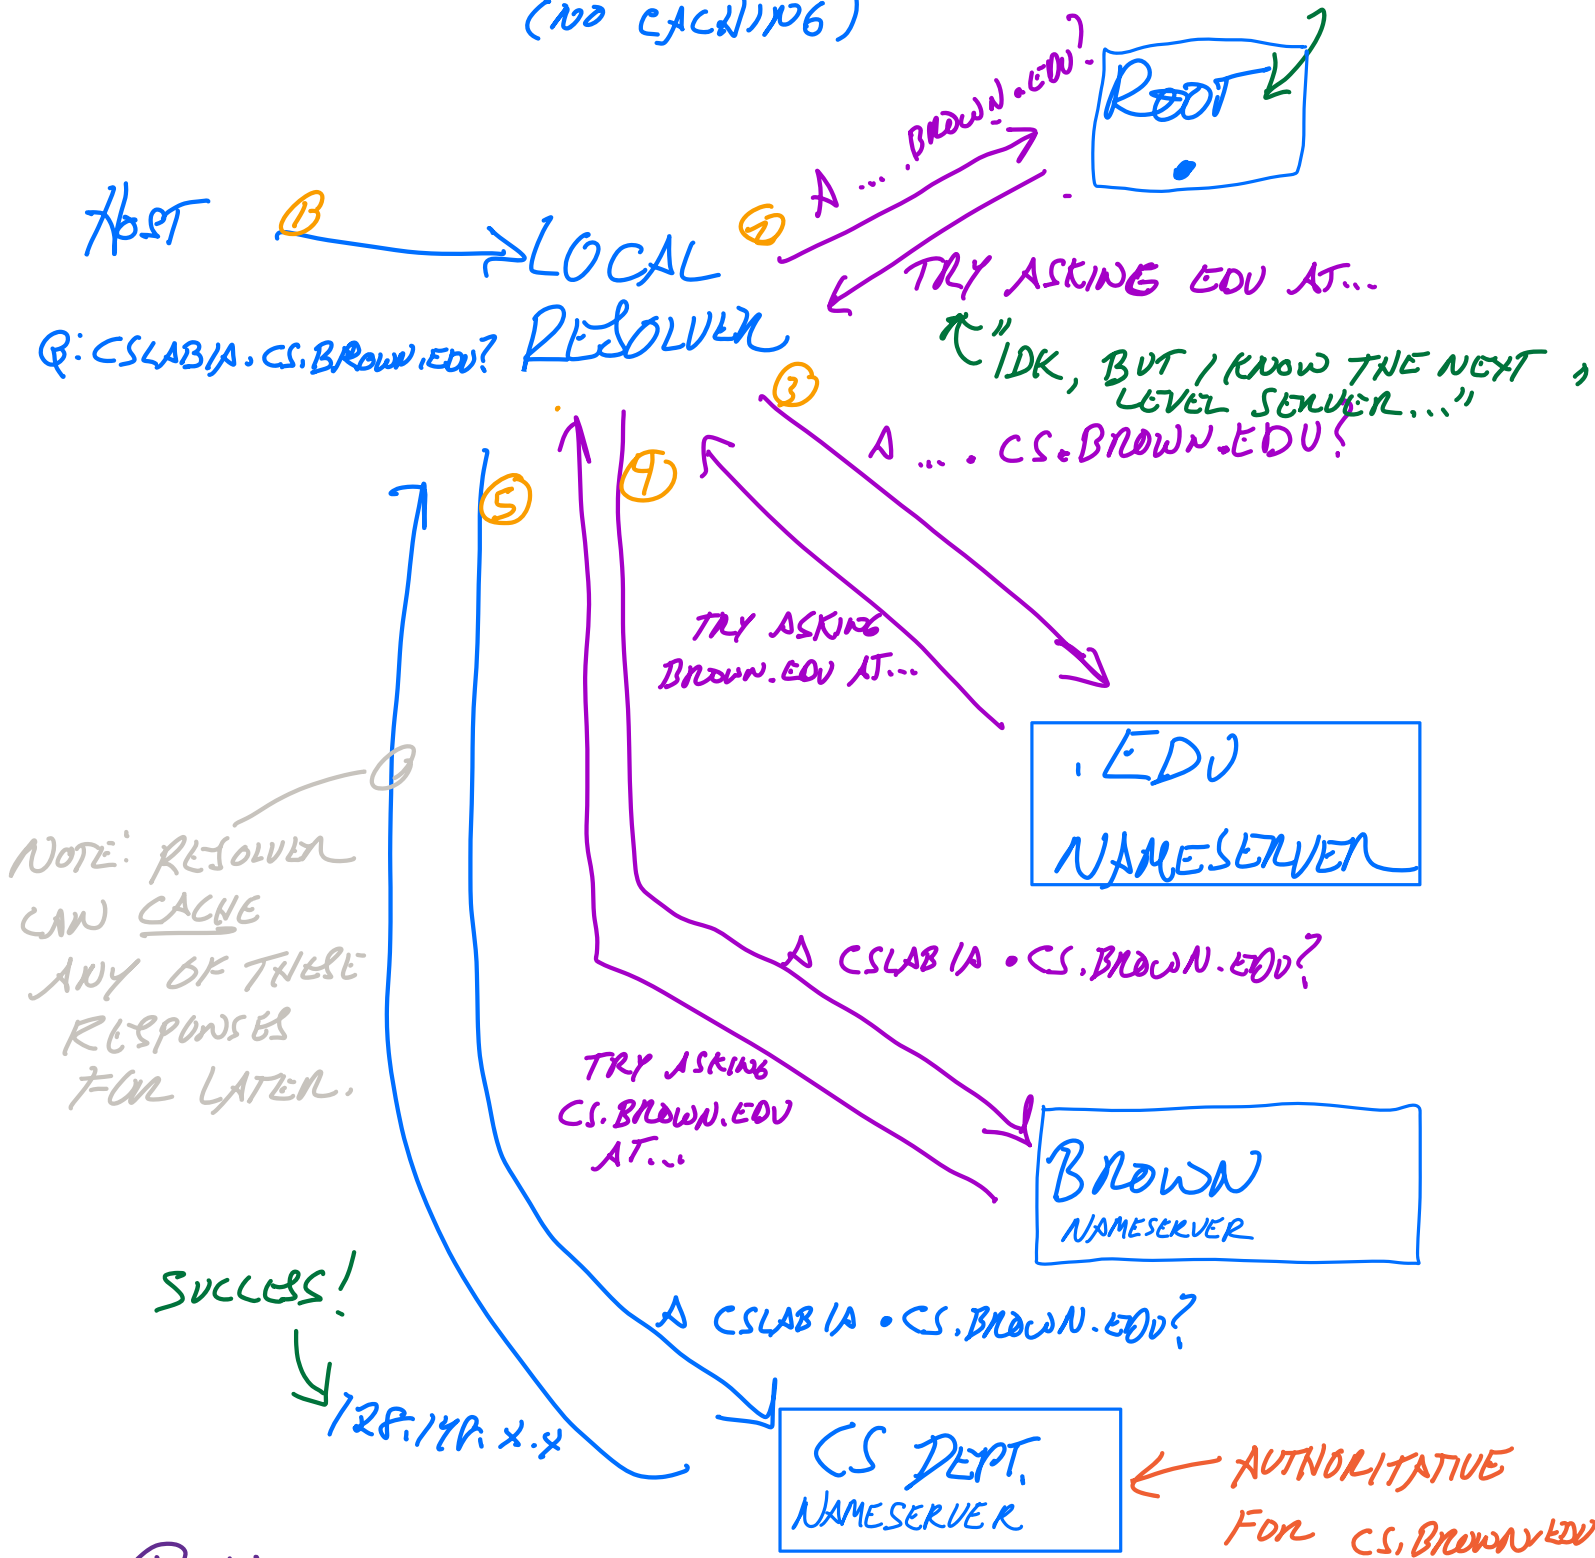 (NO CACHING)
ROOT
.
A .... BROWN.EDU?
HOST
1
LOCAL
RESOLVER
2
Q: CSLAB1A.CS.BROWN.EDU?
TRY ASKING EDU AT...
"IDK, BUT I KNOW THE NEXT
LEVEL SERVER..."
3
A .... CS.BROWN.EDU?
4
5
TRY ASKING
BROWN.EDU AT...
.EDU
NAMESERVER
NOTE: RESOLVER
CAN CACHE
ANY OF THESE
RESPONSES
FOR LATER.
A CSLAB1A.CS.BROWN.EDU?
TRY ASKING
CS.BROWN.EDU
AT...
BROWN
NAMESERVER
SUCCESS!
A CSLAB1A.CS.BROWN.EDU?
128.148.X.X
CS DEPT.
NAMESERVER
AUTHORITATIVE
FOR CS.BROWN.EDU